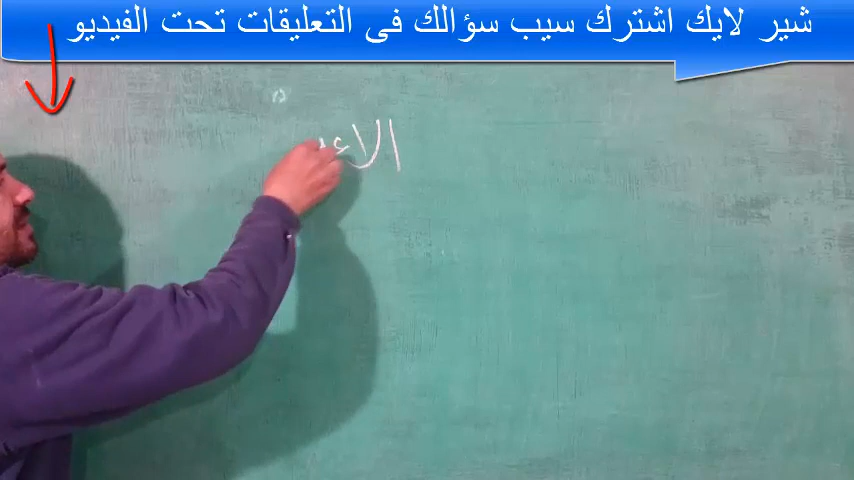 شير لايك اشترك سيب سؤالك فى التعليقات تحت الفيديو